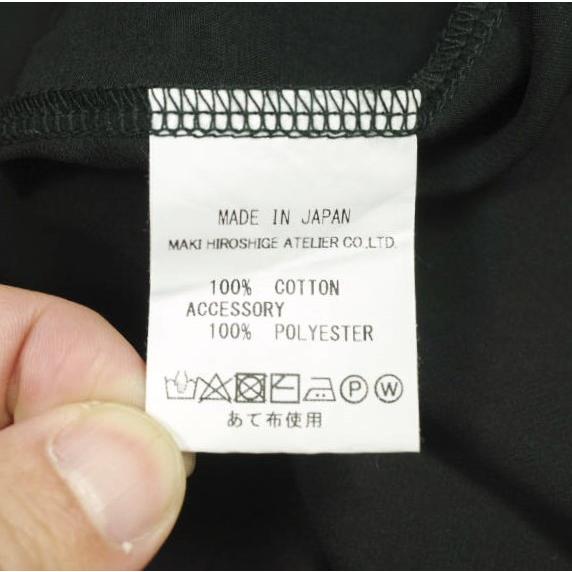 MADE IN JAPAN
MAKI HIROSHIGE ATELIER CO.,LTD.
100% COTTON
ACCESSORY
100% POLYESTER
P W
あて布使用